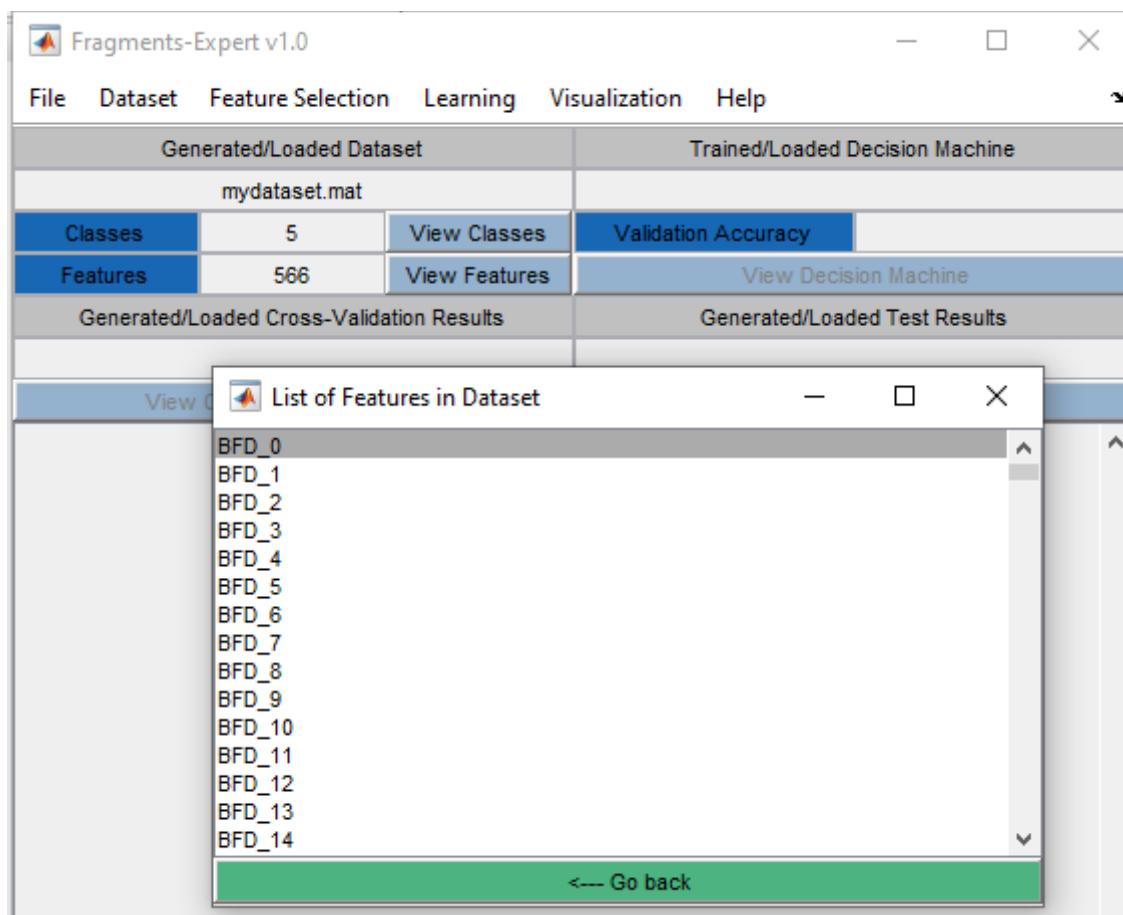 Fragments-Expert v1.0
File Dataset Feature Selection Learning Visualization Help
Generated/Loaded Dataset Trained/Loaded Decision Machine
mydataset.mat
Classes 5 View Classes Validation Accuracy
Features 566 View Features View Decision Machine
Generated/Loaded Cross-Validation Results Generated/Loaded Test Results
View
List of Features in Dataset
BFD_0
BFD_1
BFD_2
BFD_3
BFD_4
BFD_5
BFD_6
BFD_7
BFD_8
BFD_9
BFD_10
BFD_11
BFD_12
BFD_13
BFD_14
<--- Go back